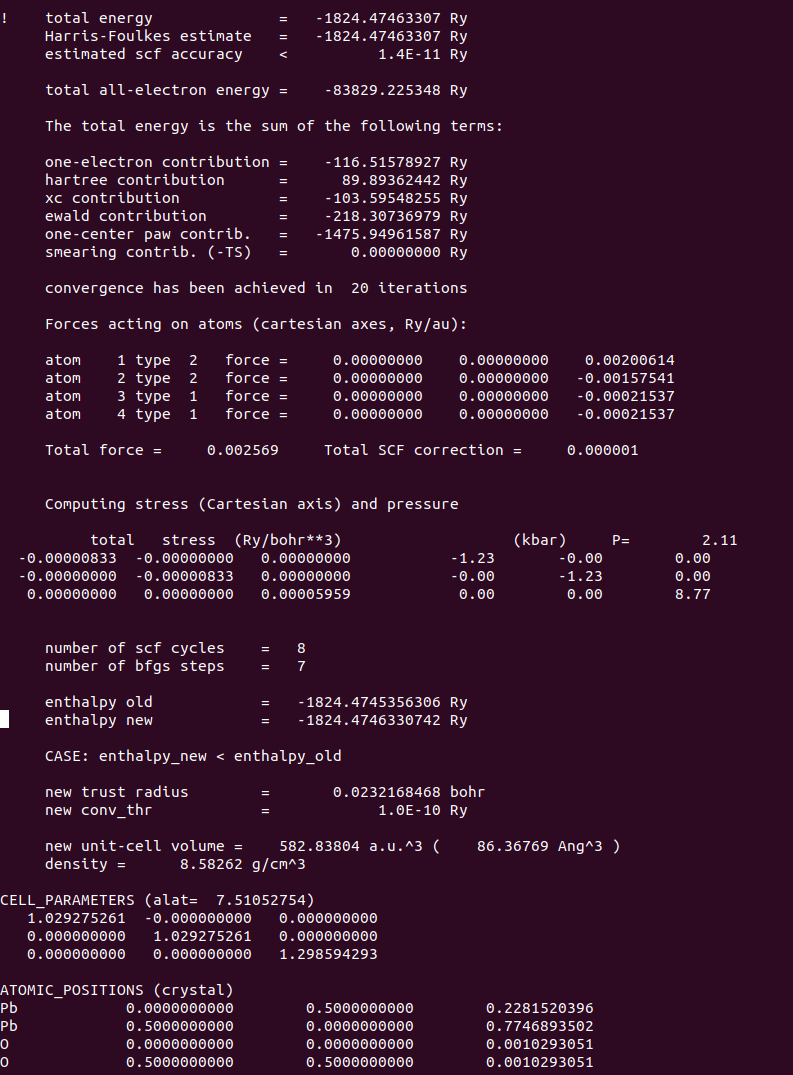 !    total energy              =   -1824.47463307 Ry
     Harris-Foulkes estimate   =   -1824.47463307 Ry
     estimated scf accuracy    <          1.4E-11 Ry
     total all-electron energy =    -83829.225348 Ry
     The total energy is the sum of the following terms:
     one-electron contribution =    -116.51578927 Ry
     hartree contribution      =      89.89362442 Ry
     xc contribution           =    -103.59548255 Ry
     ewald contribution        =    -218.30736979 Ry
     one-center paw contrib.   =   -1475.94961587 Ry
     smearing contrib. (-TS)   =       0.00000000 Ry
     convergence has been achieved in  20 iterations
     Forces acting on atoms (cartesian axes, Ry/au):
     atom    1 type  2   force =     0.00000000    0.00000000    0.00200614
     atom    2 type  2   force =     0.00000000    0.00000000   -0.00157541
     atom    3 type  1   force =     0.00000000    0.00000000   -0.00021537
     atom    4 type  1   force =     0.00000000    0.00000000   -0.00021537
     Total force =     0.002569     Total SCF correction =     0.000001
     Computing stress (Cartesian axis) and pressure
          total   stress  (Ry/bohr**3)                   (kbar)     P=        2.11
  -0.00000833  -0.00000000   0.00000000           -1.23       -0.00        0.00
  -0.00000000  -0.00000833   0.00000000           -0.00       -1.23        0.00
   0.00000000   0.00000000   0.00005959            0.00        0.00        8.77
     number of scf cycles    =   8
     number of bfgs steps    =   7
     enthalpy old            =   -1824.4745356306 Ry
     enthalpy new            =   -1824.4746330742 Ry
     CASE: enthalpy_new < enthalpy_old
     new trust radius        =       0.0232168468 bohr
     new conv_thr            =            1.0E-10 Ry
     new unit-cell volume =    582.83804 a.u.^3 (    86.36769 Ang^3 )
     density =      8.58262 g/cm^3
CELL_PARAMETERS (alat=  7.51052754)
   1.029275261  -0.000000000   0.000000000
   0.000000000   1.029275261   0.000000000
   0.000000000   0.000000000   1.298594293
ATOMIC_POSITIONS (crystal)
Pb            0.0000000000        0.5000000000        0.2281520396
Pb            0.5000000000        0.0000000000        0.7746893502
O             0.0000000000        0.0000000000        0.0010293051
O             0.5000000000        0.5000000000        0.0010293051